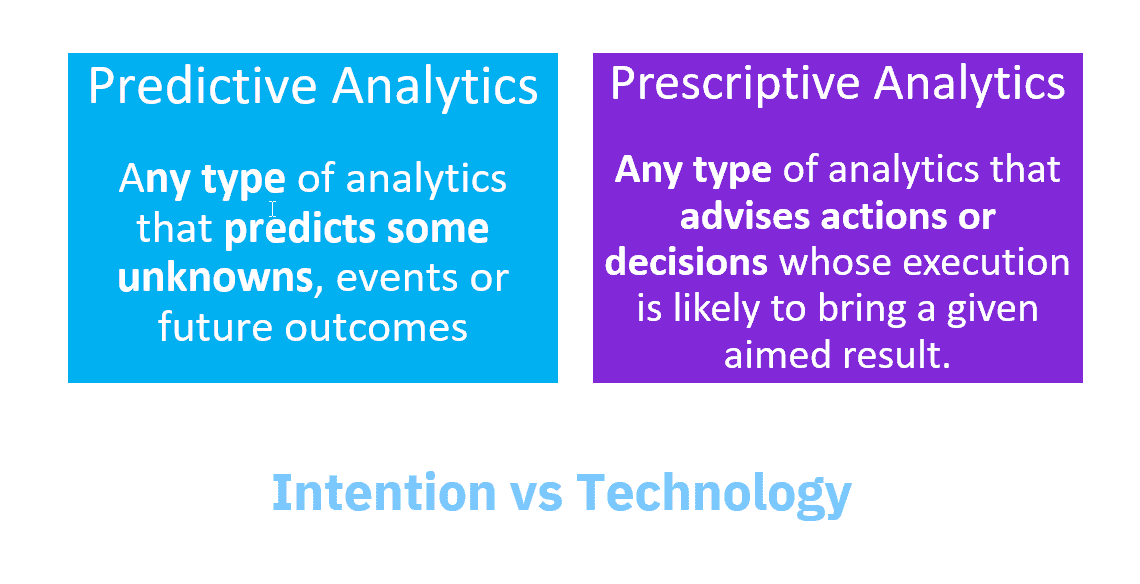 Predictive Analytics
Any type of analytics
that predicts some
unknowns, events or
future outcomes
Prescriptive Analytics
Any type of analytics that
advises actions or
decisions whose execution
is likely to bring a given
aimed result.
Intention vs Technology